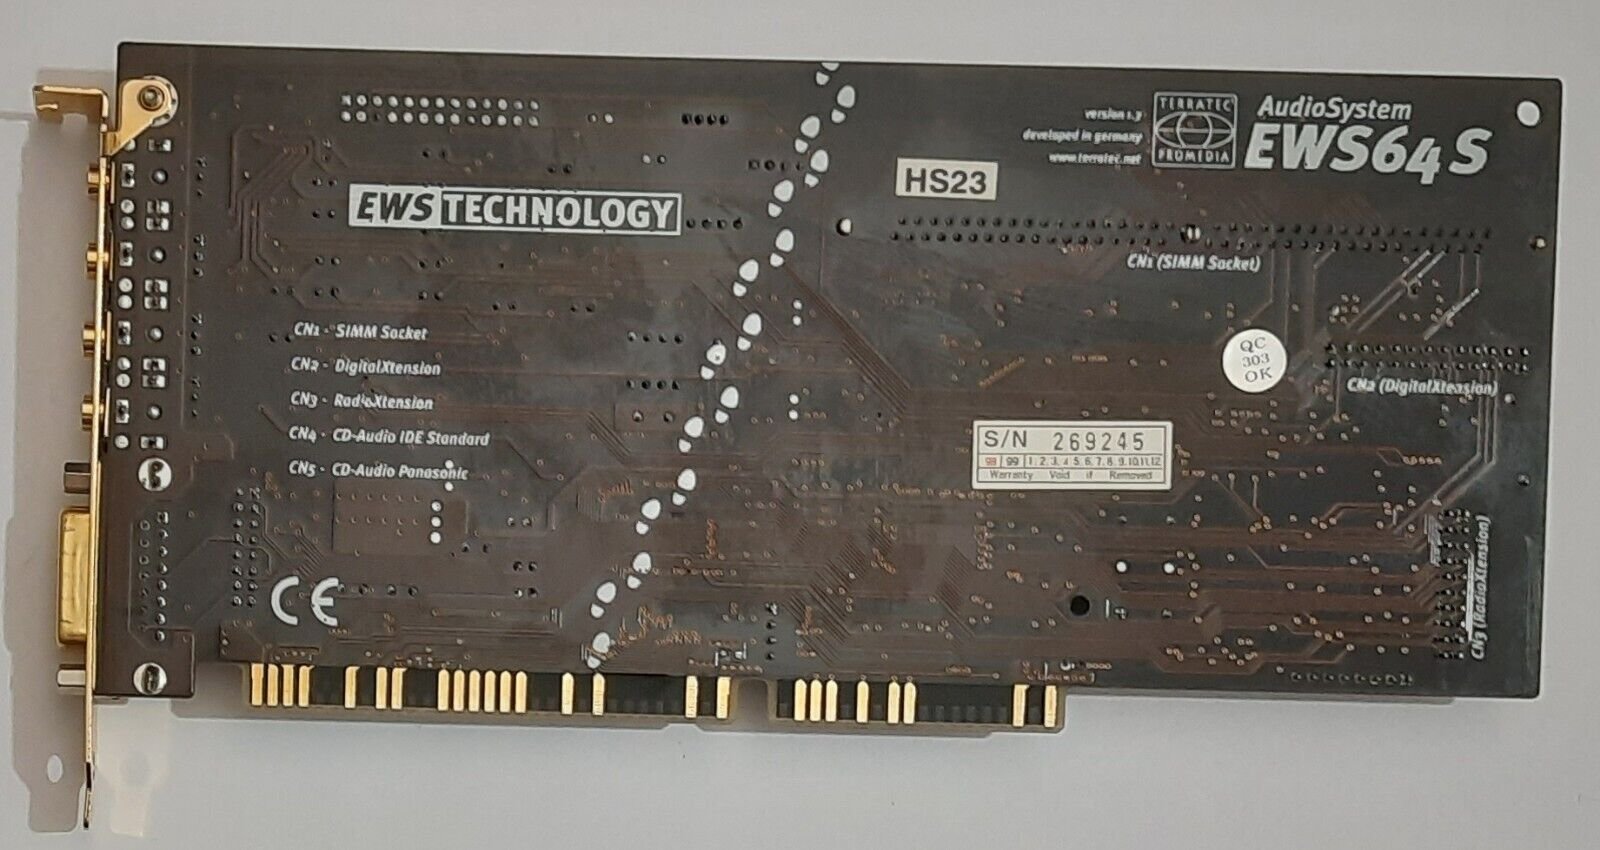 version 1.3
developed in germany
www.terratec.net
TERRATEC
PROMEDIA
AudioSystem
EWS64 S
HS23
EWS TECHNOLOGY
CN1 (SIMM Socket)
CN1 - SIMM Socket
CN2 - DigitalXtension
CN3 - RadioXtension
CN4 - CD-Audio IDE Standard
CN5 - CD-Audio Panasonic
QC
303
OK
CN2 (DigitalXtension)
S/N 269245
98 99 1.2.3.4.5.6.7.8.9.10.11.12
Warranty Void if Removed
CN3 (RadioXtension)
CE